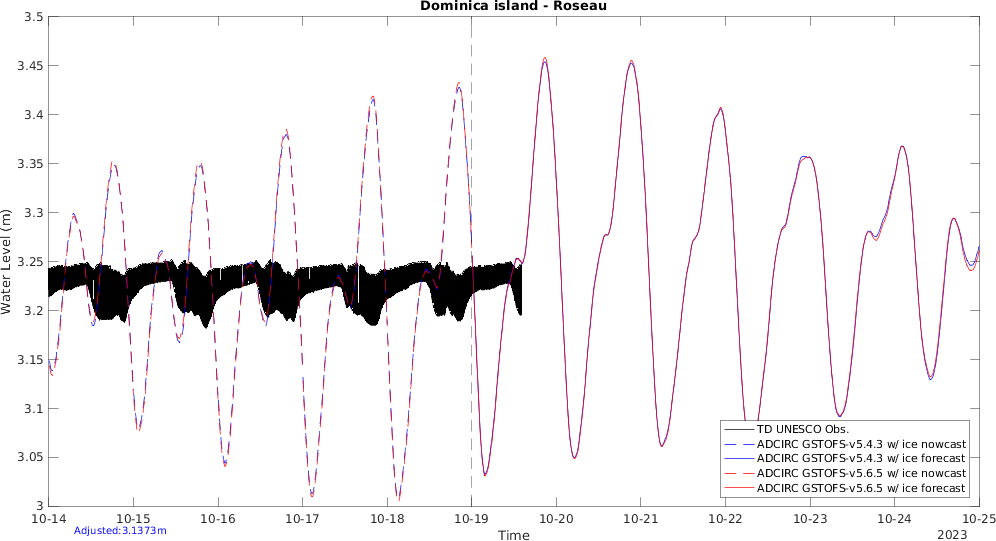 Dominica island - Roseau
3.5
3.45
3.4
3.35
3.3
3.25
3.2
3.15
3.1
3.05
3
Water Level (m)
TD UNESCO Obs.
ADCIRC GSTOFS-v5.4.3 w/ ice nowcast
ADCIRC GSTOFS-v5.4.3 w/ ice forecast
ADCIRC GSTOFS-v5.6.5 w/ ice nowcast
ADCIRC GSTOFS-v5.6.5 w/ ice forecast
10-14 10-15 10-16 10-17 10-18 10-19 10-20 10-21 10-22 10-23 10-24 10-25
Adjusted:3.1373m
Time
2023